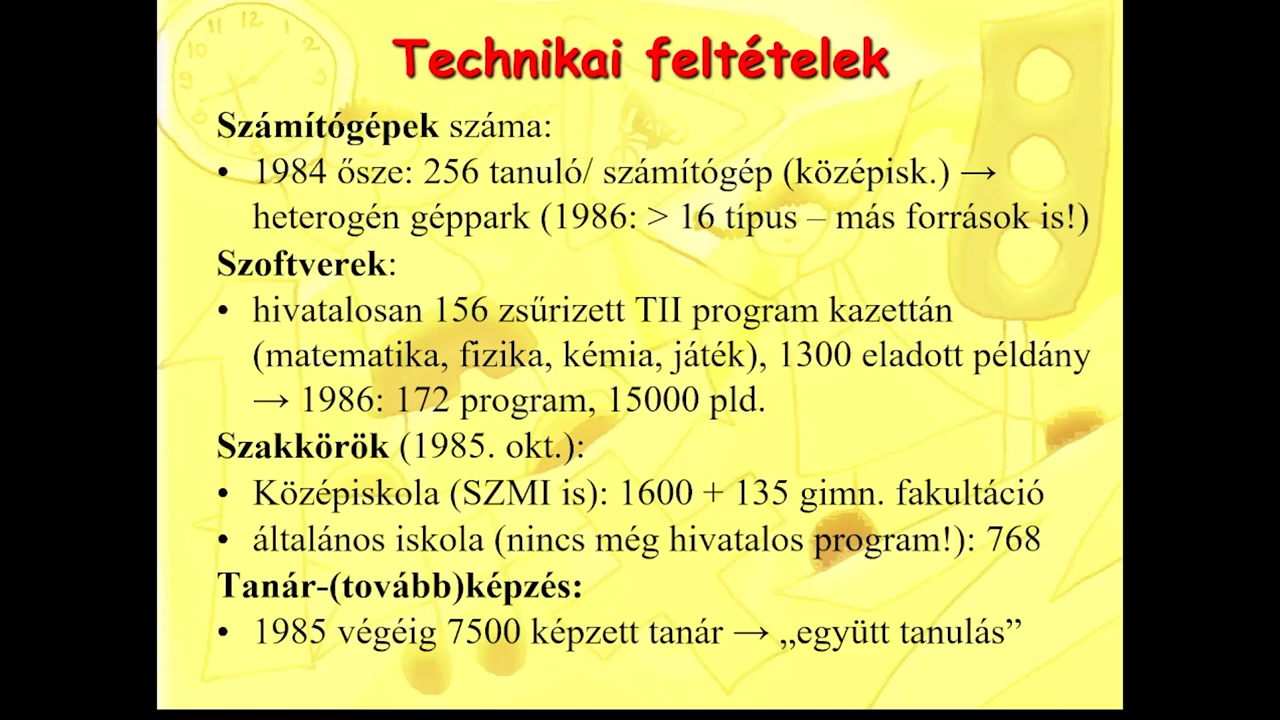 Technikai feltételek
Számítógépek száma:
• 1984 ősze: 256 tanuló/ számítógép (középisk.) →
heterogén géppark (1986: > 16 típus – más források is!)
Szoftverek:
• hivatalosan 156 zsűrizett TII program kazettán
(matematika, fizika, kémia, játék), 1300 eladott példány
→ 1986: 172 program, 15000 pld.
Szakkörök (1985. okt.):
• Középiskola (SZMI is): 1600 + 135 gimn. fakultáció
• általános iskola (nincs még hivatalos program!): 768
Tanár-(tovább)képzés:
• 1985 végéig 7500 képzett tanár → „együtt tanulás”